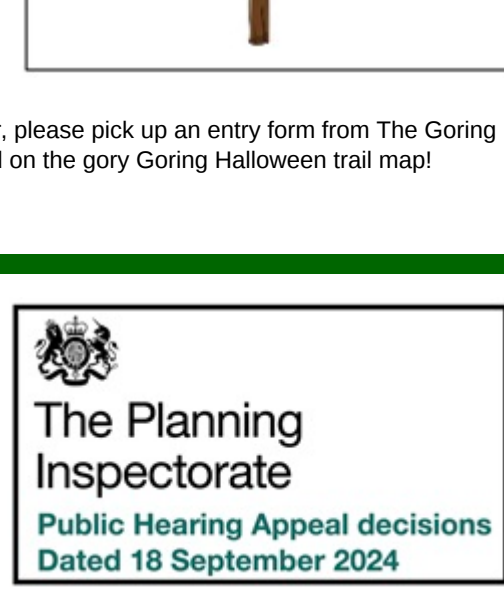 , please pick up an entry form from The Goring
on the gory Goring Halloween trail map!
The Planning
Inspectorate
Public Hearing Appeal decisions
Dated 18 September 2024